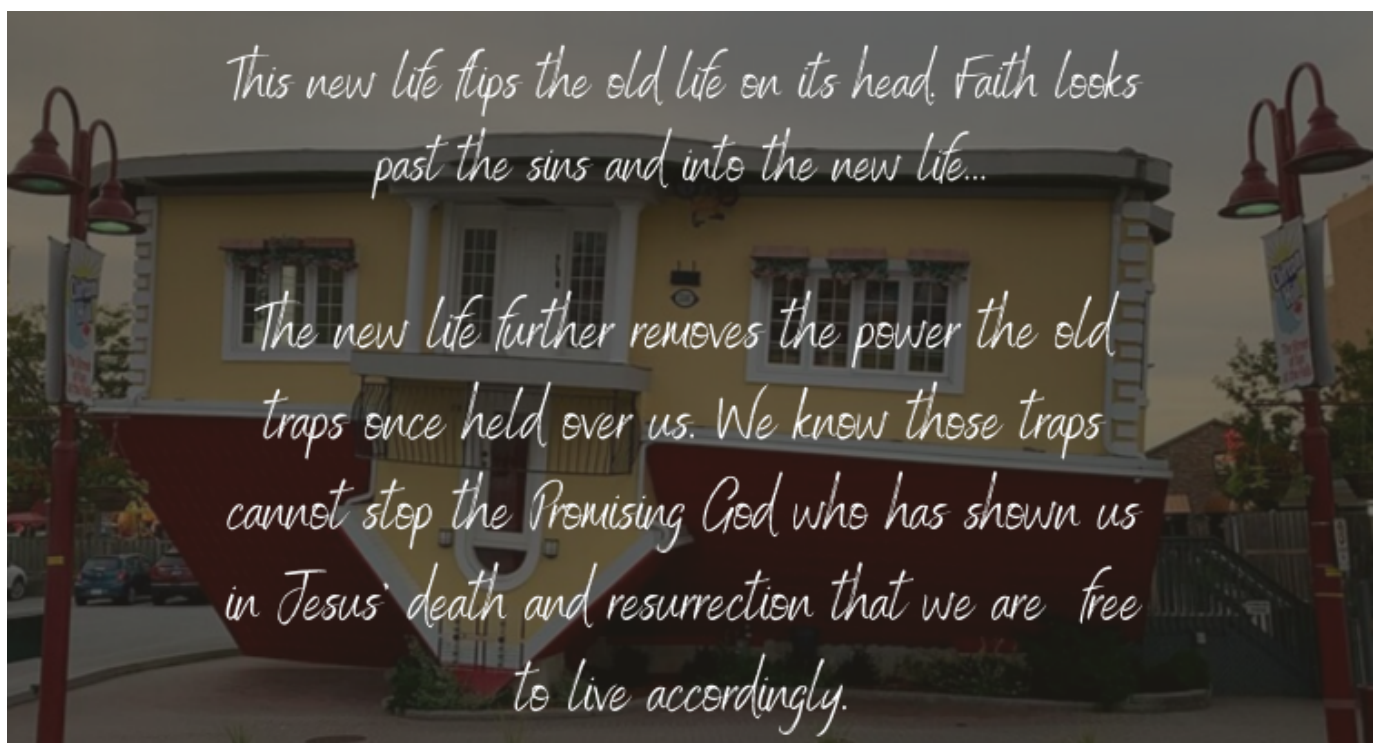 This new life flips the old life on its head. Faith looks
past the sins and into the new life...
The new life further removes the power the old
traps once held over us. We know those traps
cannot stop the Promising God who has shown us
in Jesus' death and resurrection that we are free
to live accordingly.